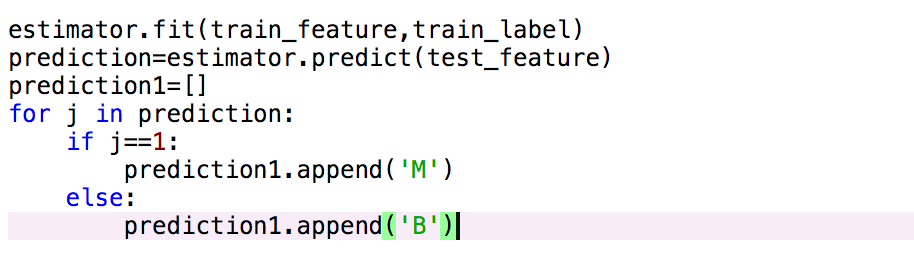 estimator.fit(train_feature,train_label)
prediction=estimator.predict(test_feature)
prediction1=[]
for j in prediction:
    if j==1:
        prediction1.append('M')
    else:
        prediction1.append('B')